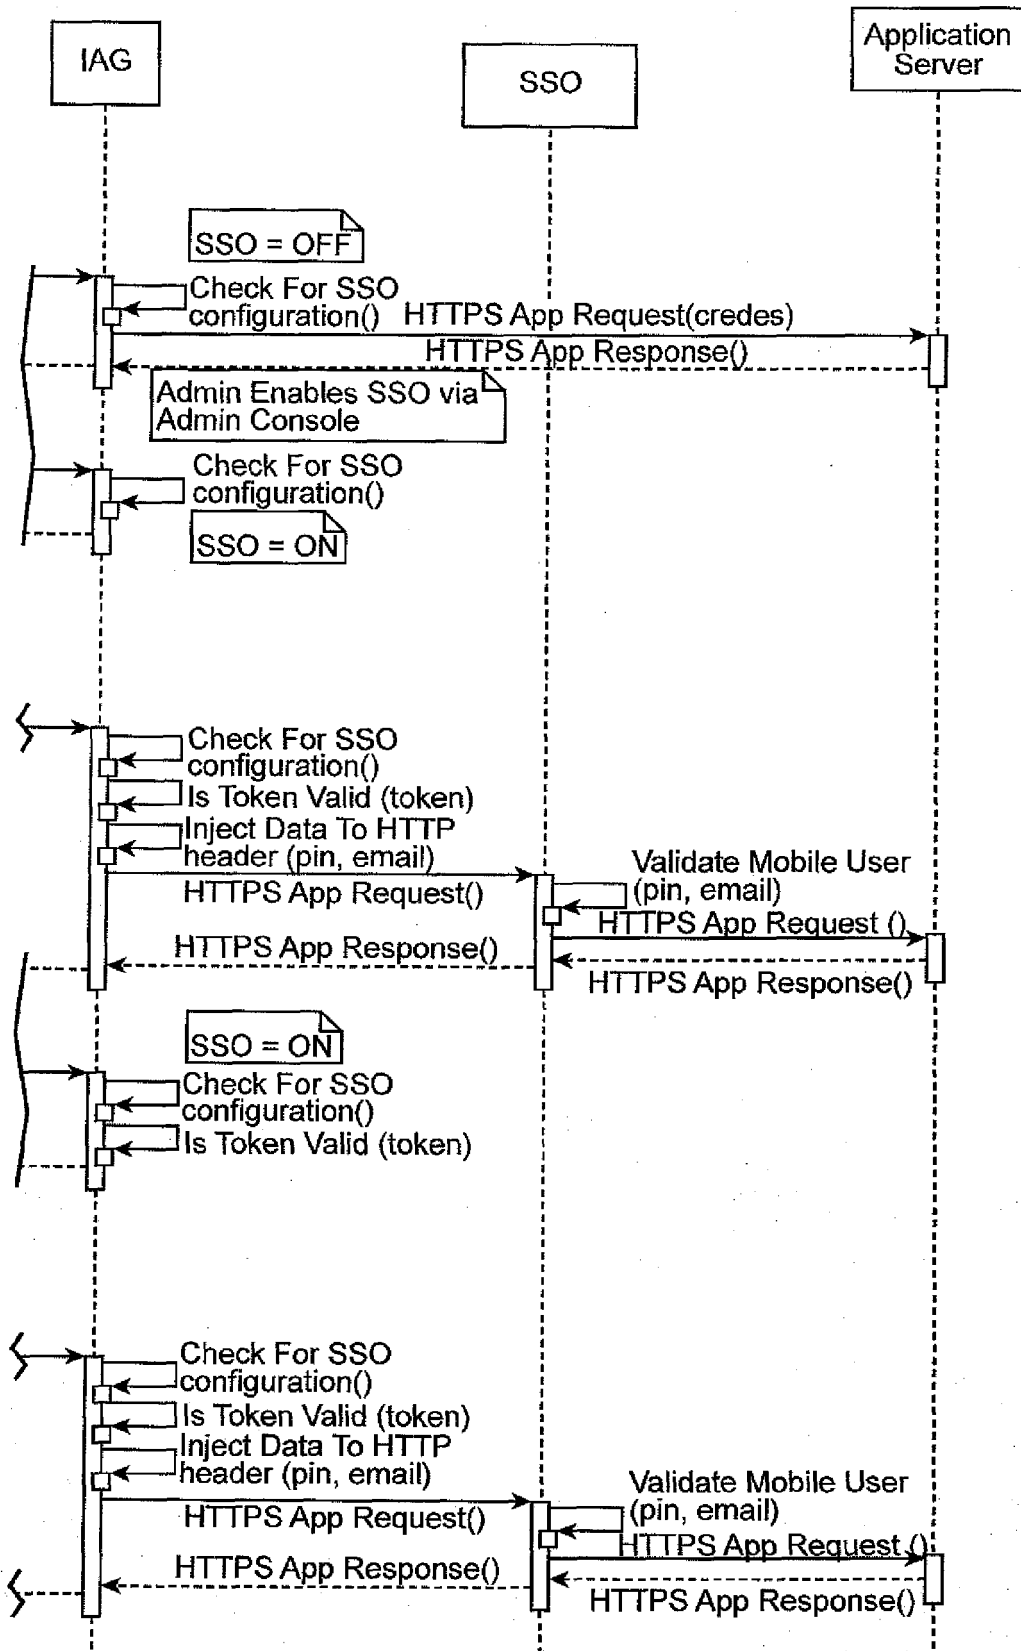 IAG
SSO
Application
Server
SSO = OFF
Check For SSO
configuration()
HTTPS App Request(credes)
HTTPS App Response()
Admin Enables SSO via
Admin Console
Check For SSO
configuration()
SSO = ON
Check For SSO
configuration()
Is Token Valid (token)
Inject Data To HTTP
header (pin, email)
HTTPS App Request()
Validate Mobile User
(pin, email)
HTTPS App Request ()
HTTPS App Response()
HTTPS App Response()
SSO = ON
Check For SSO
configuration()
Is Token Valid (token)
Check For SSO
configuration()
Is Token Valid (token)
Inject Data To HTTP
header (pin, email)
HTTPS App Request()
Validate Mobile User
(pin, email)
HTTPS App Request ()
HTTPS App Response()
HTTPS App Response()